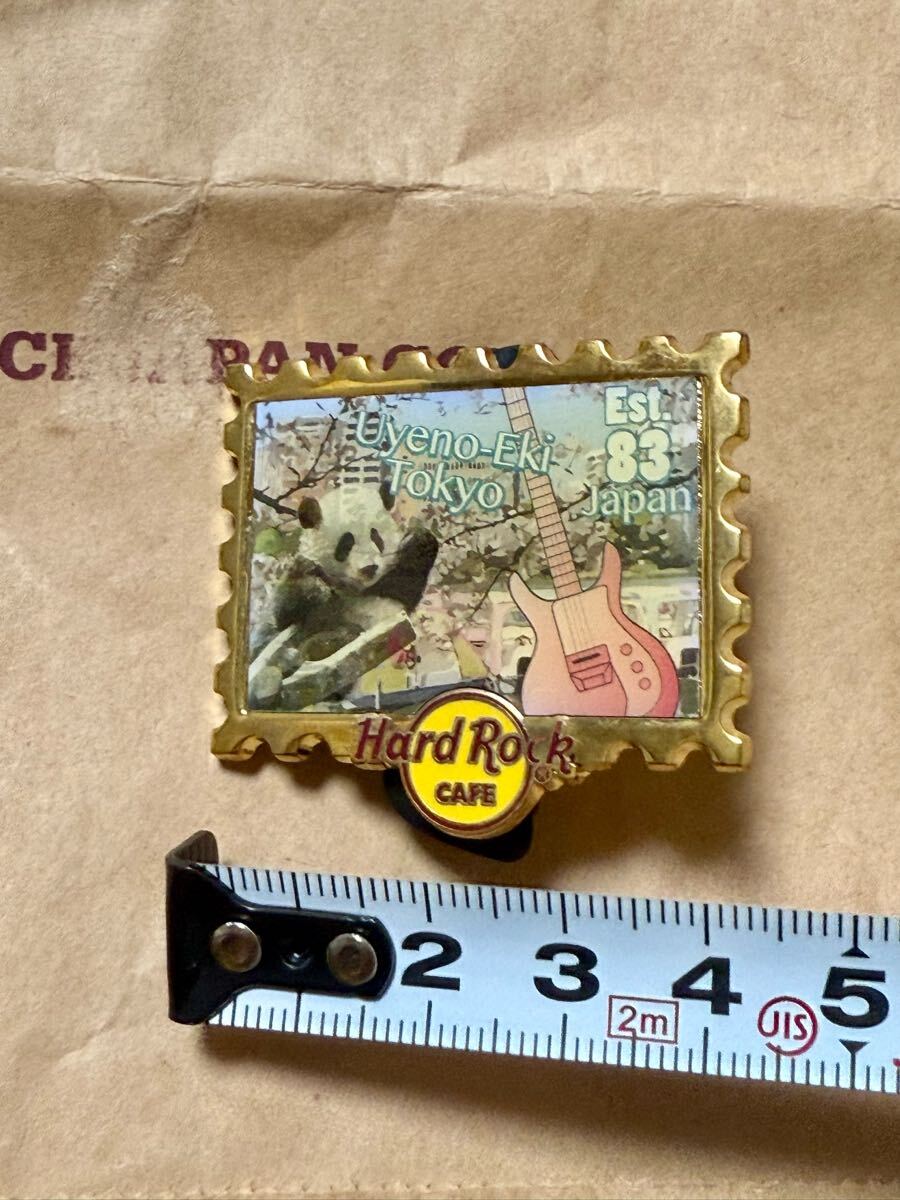 Uyeno-Eki
Tokyo
Est.
83
Japan
Hard Rock
CAFE
2 3 4 5
2m
JIS